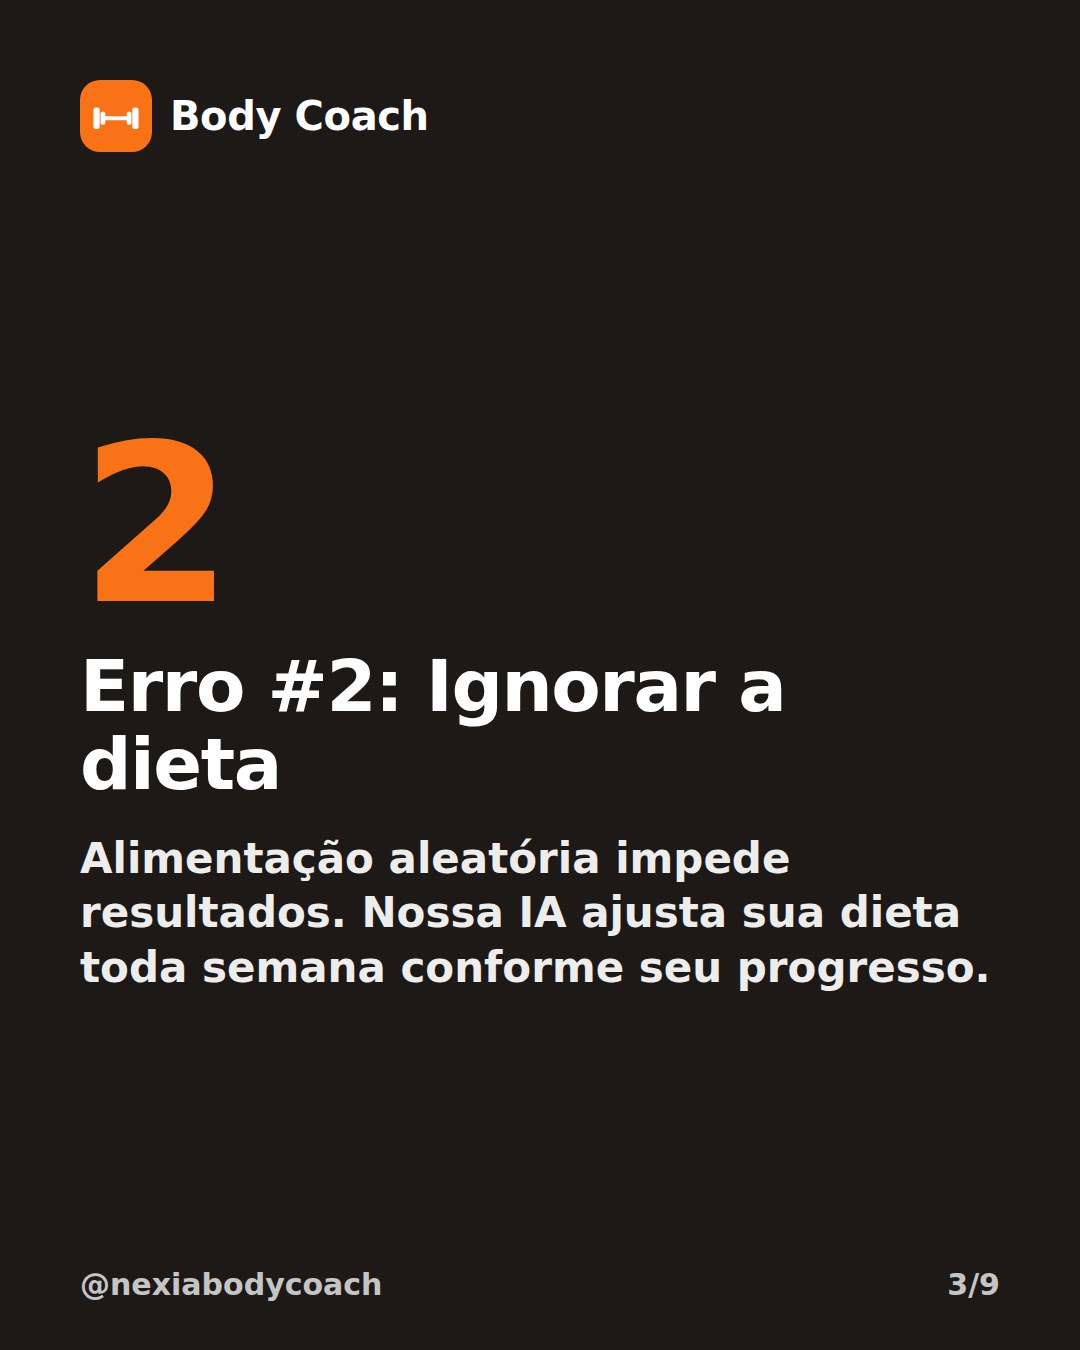 Body Coach
2
Erro #2: Ignorar a
dieta
Alimentação aleatória impede
resultados. Nossa IA ajusta sua dieta
toda semana conforme seu progresso.
@nexiabodycoach
3/9